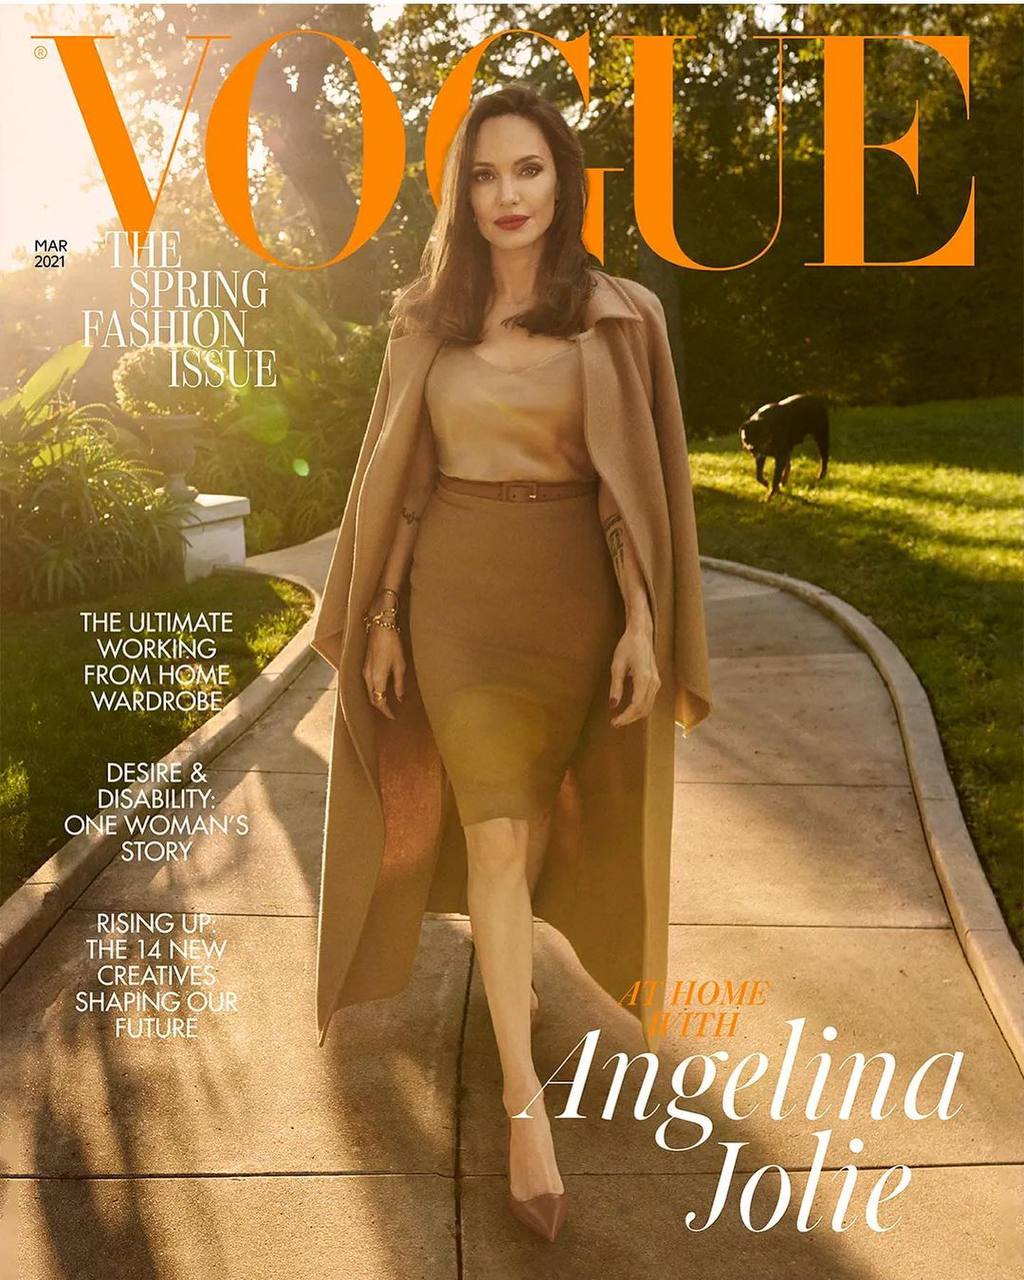 ®
VOGUE
MAR
2021
THE
SPRING
FASHION
ISSUE
THE ULTIMATE
WORKING
FROM HOME
WARDROBE
DESIRE &
DISABILITY:
ONE WOMAN'S
STORY
RISING UP:
THE 14 NEW
CREATIVES
SHAPING OUR
FUTURE
AT HOME
WITH
Angelina
Jolie